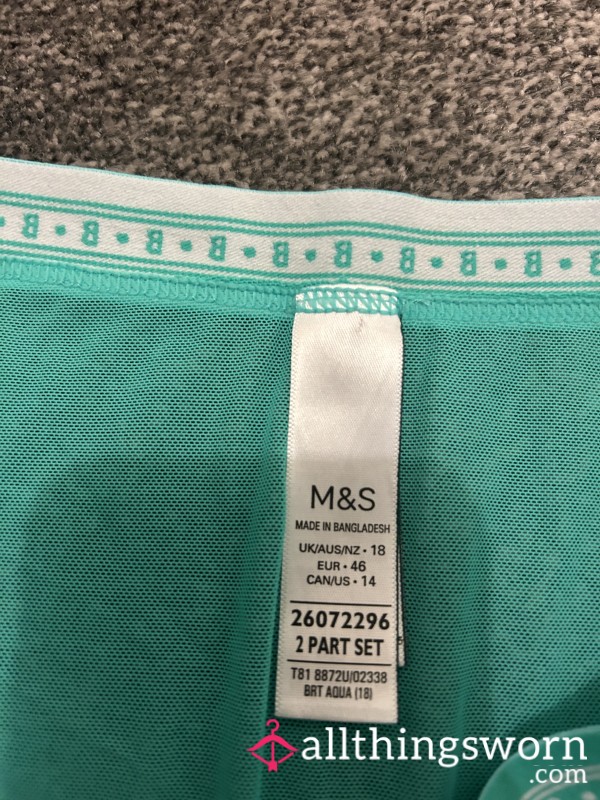 B • B • B • B • B • B • B • B • B
M&S
MADE IN BANGLADESH
UK/AUS/NZ • 18
EUR • 46
CAN/US • 14
26072296
2 PART SET
T81 8872U/02338
BRT AQUA (18)
allthingsworn
.com